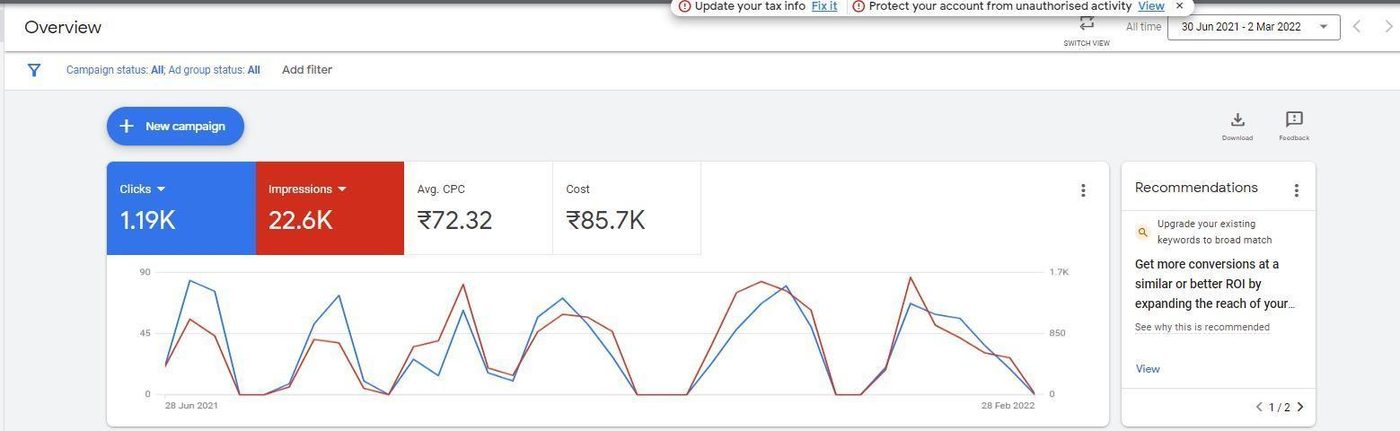 Update your tax info Fix it Protect your account from unauthorised activity View ×
Overview
SWITCH VIEW
All time 30 Jun 2021 - 2 Mar 2022
Campaign status: All; Ad group status: All Add filter
+ New campaign
Download
Feedback
Clicks
1.19K
Impressions
22.6K
Avg. CPC
₹72.32
Cost
₹85.7K
90
45
0
1.7K
850
0
28 Jun 2021
28 Feb 2022
Recommendations
Upgrade your existing
keywords to broad match
Get more conversions at a
similar or better ROI by
expanding the reach of your…
See why this is recommended
View
1 / 2